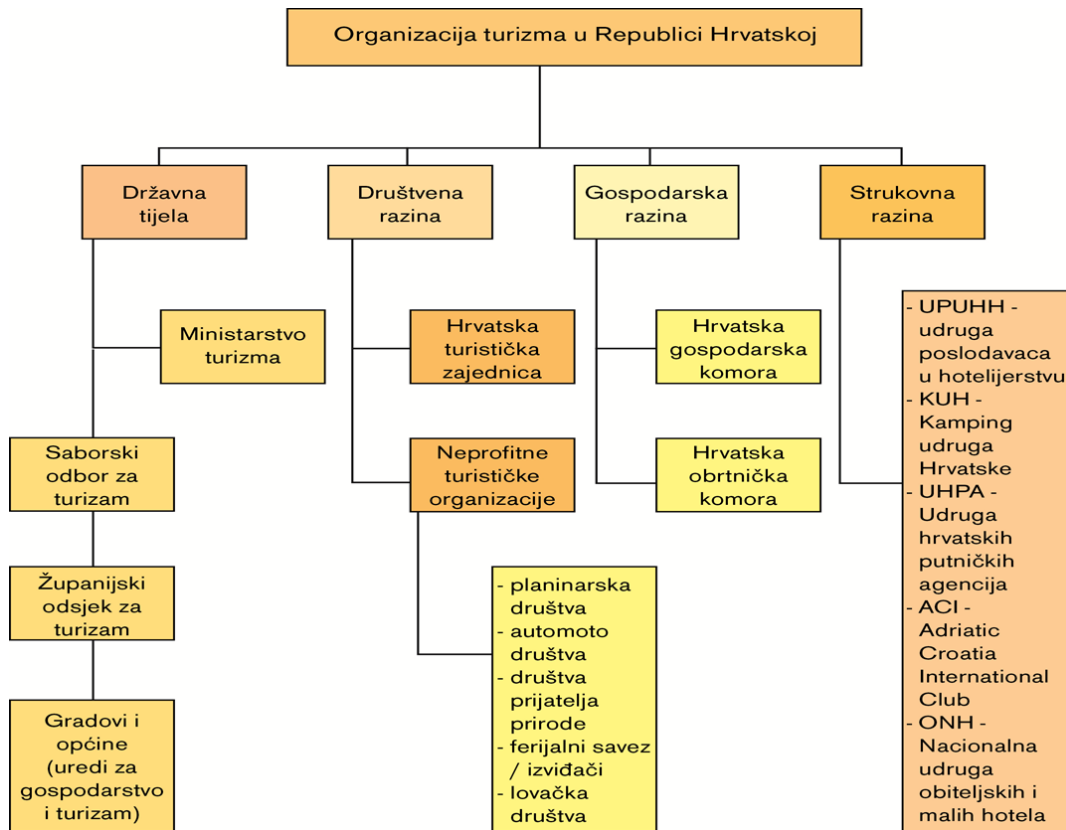 Organizacija turizma u Republici Hrvatskoj
Državna
tijela
Društvena
razina
Gospodarska
razina
Strukovna
razina
Ministarstvo
turizma
Saborski
odbor za
turizam
Županijski
odsjek za
turizam
Gradovi i
općine
(uredi za
gospodarstvo
i turizam)
Hrvatska
turistička
zajednica
Neprofitne
turističke
organizacije
- planinarska
društva
- automoto
društva
- društva
prijatelja
prirode
- ferijalni savez
/ izviđači
- lovačka
društva
Hrvatska
gospodarska
komora
Hrvatska
obrtnička
komora
- UPUHH -
udruga
poslodavaca
u hotelijerstvu
- KUH -
Kamping
udruga
Hrvatske
- UHPA -
Udruga
hrvatskih
putničkih
agencija
- ACI -
Adriatic
Croatia
International
Club
- ONH -
Nacionalna
udruga
obiteljskih i
malih hotela